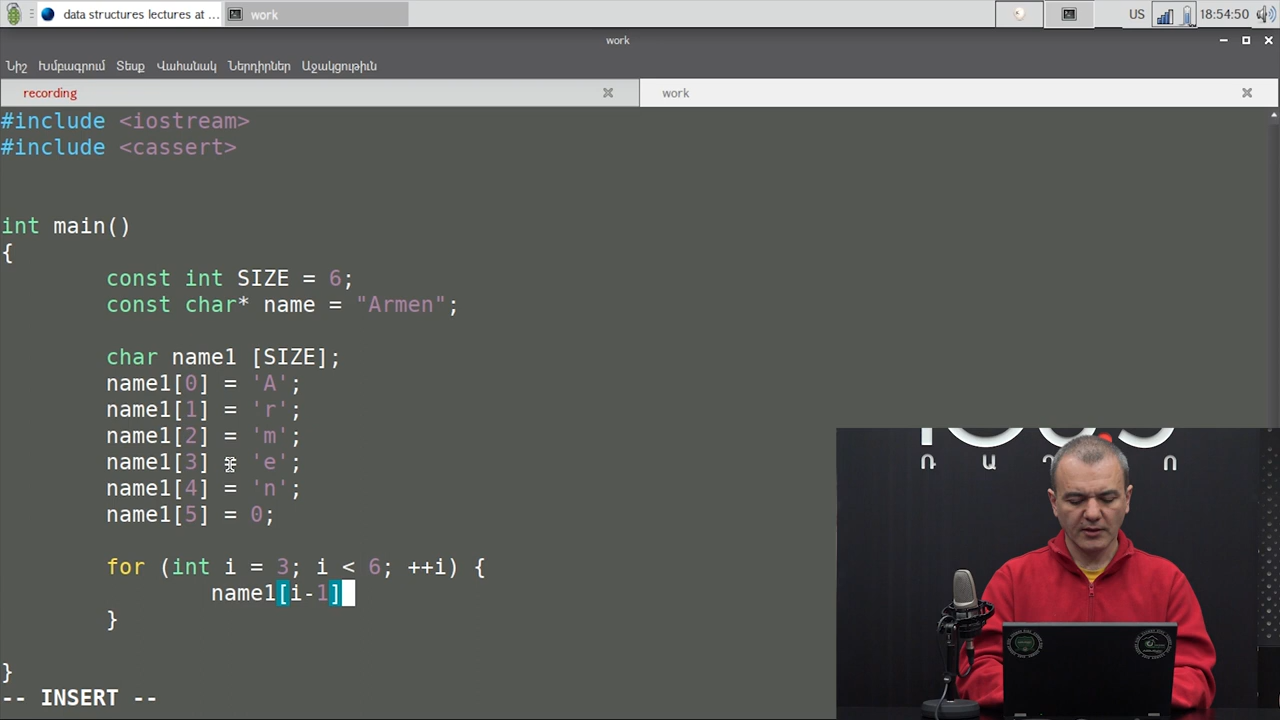 data structures lectures at ...
work
US
18:54:50
work
Նիշ Խմբագրում Տեսք Վահանակ Ներդիրներ Աջակցութիւն
recording
work
#include <iostream>
#include <cassert>
int main()
{
const int SIZE = 6;
const char* name = "Armen";
char name1 [SIZE];
name1[0] = 'A';
name1[1] = 'r';
name1[2] = 'm';
name1[3] = 'e';
name1[4] = 'n';
name1[5] = 0;
for (int i = 3; i < 6; ++i) {
name1[i-1]
}
}
-- INSERT --